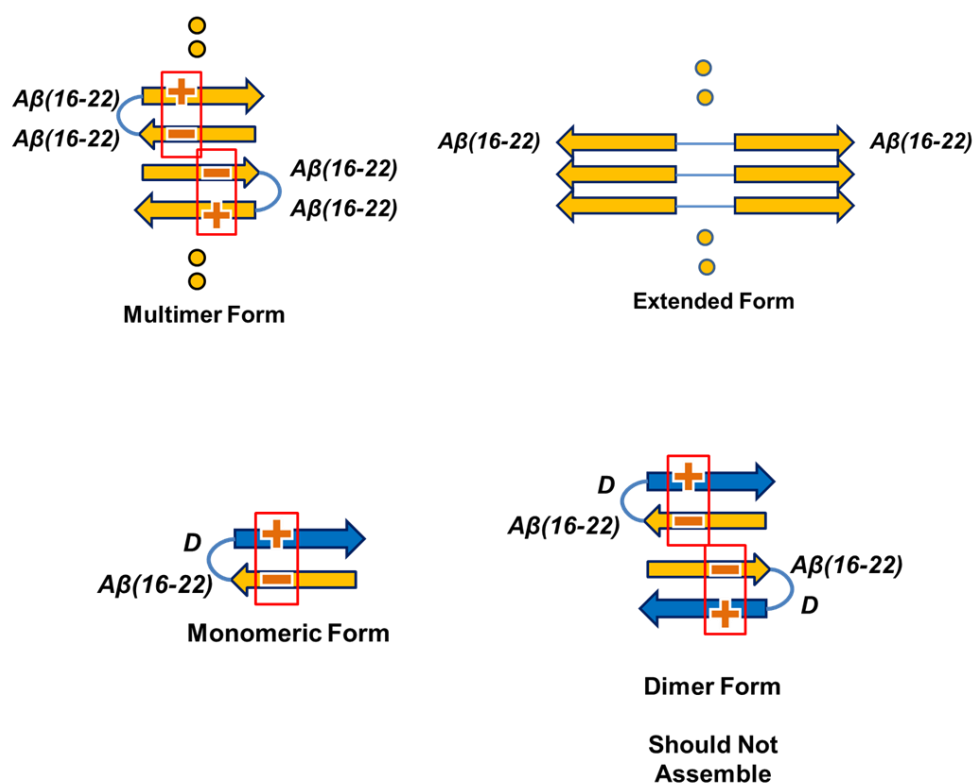 Aβ(16-22)
Aβ(16-22)
Aβ(16-22)
Aβ(16-22)
Multimer Form
Aβ(16-22)
Aβ(16-22)
Extended Form
D
Aβ(16-22)
Monomeric Form
D
Aβ(16-22)
Aβ(16-22)
D
Dimer Form
Should Not
Assemble